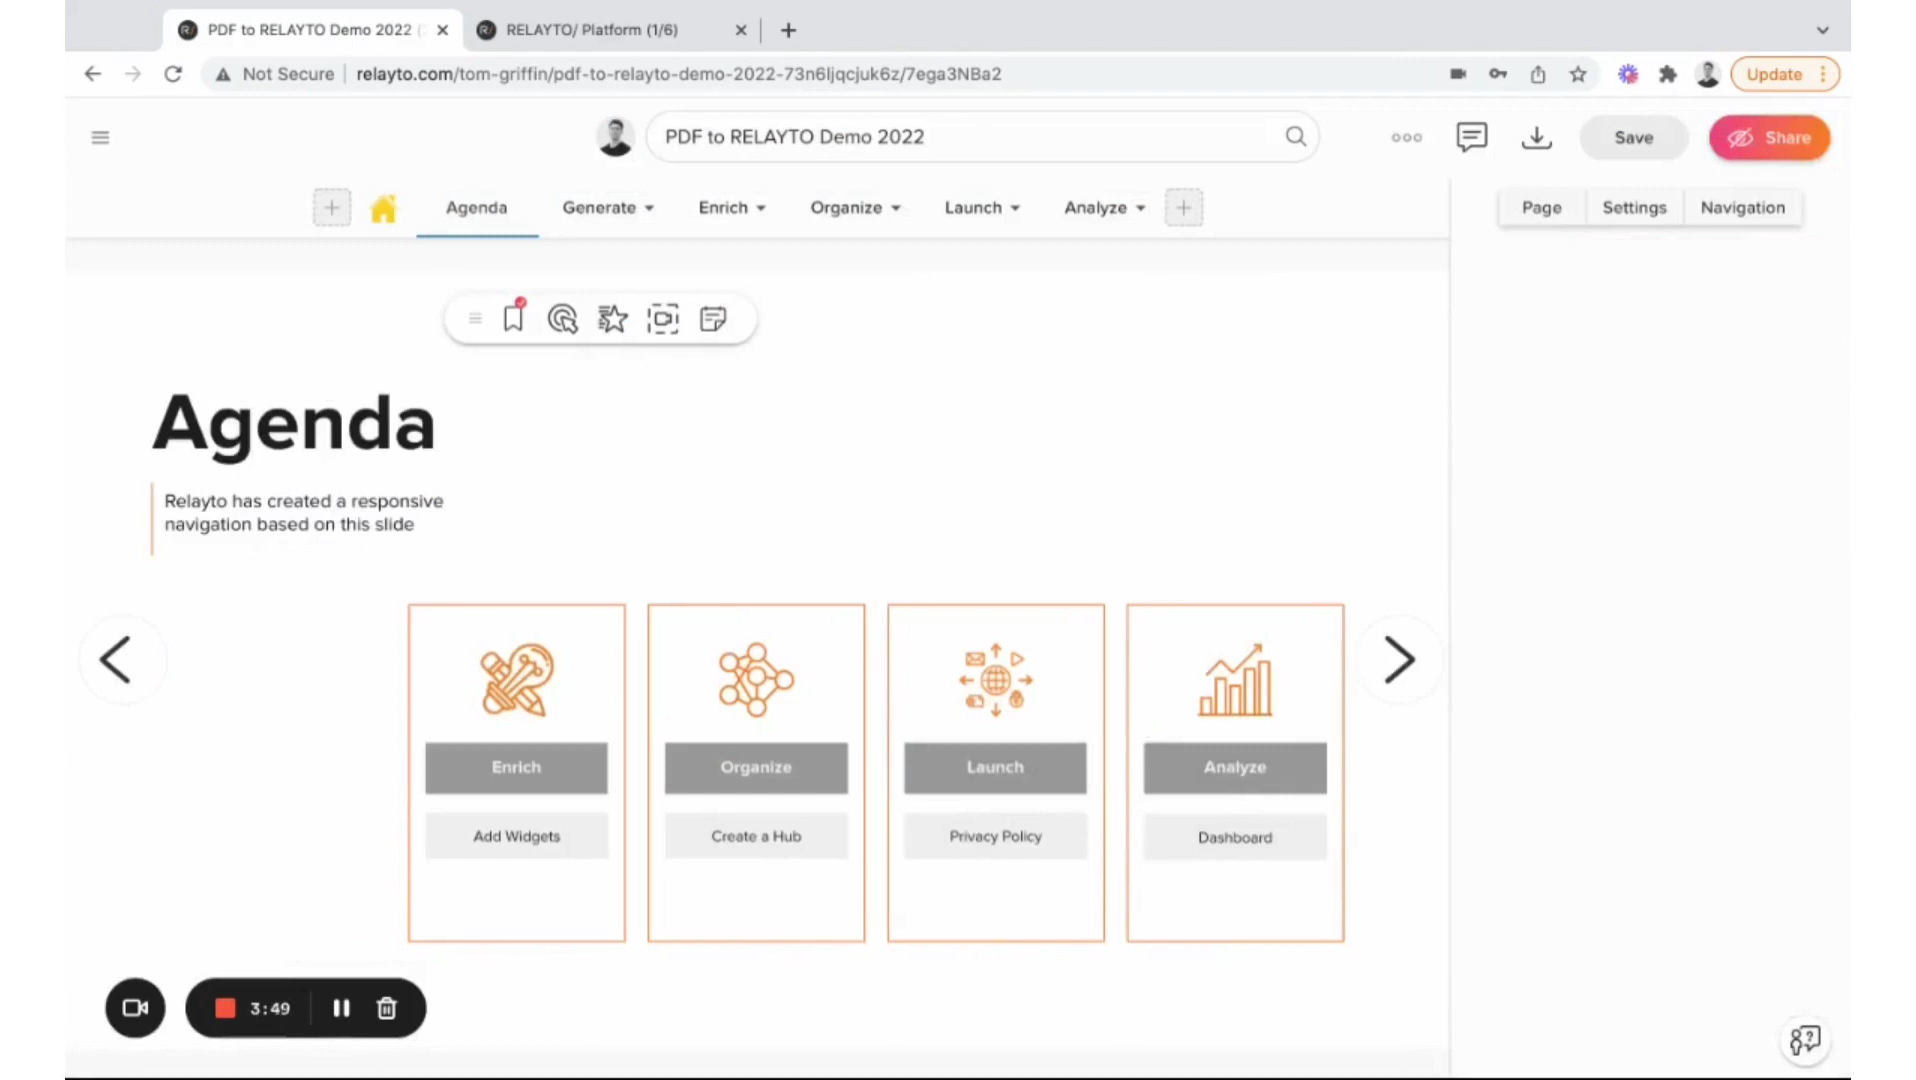 PDF to RELAYTO Demo 2022
RELAYTO/ Platform (1/6)
Not Secure
relayto.com/tom-griffin/pdf-to-relayto-demo-2022-73n6ljqcjuk6z/7ega3NBa2
Update
PDF to RELAYTO Demo 2022
Save
Share
Agenda
Generate
Enrich
Organize
Launch
Analyze
Page
Settings
Navigation
Agenda
Relayto has created a responsive
navigation based on this slide
Enrich
Organize
Launch
Analyze
Add Widgets
Create a Hub
Privacy Policy
Dashboard
3:49